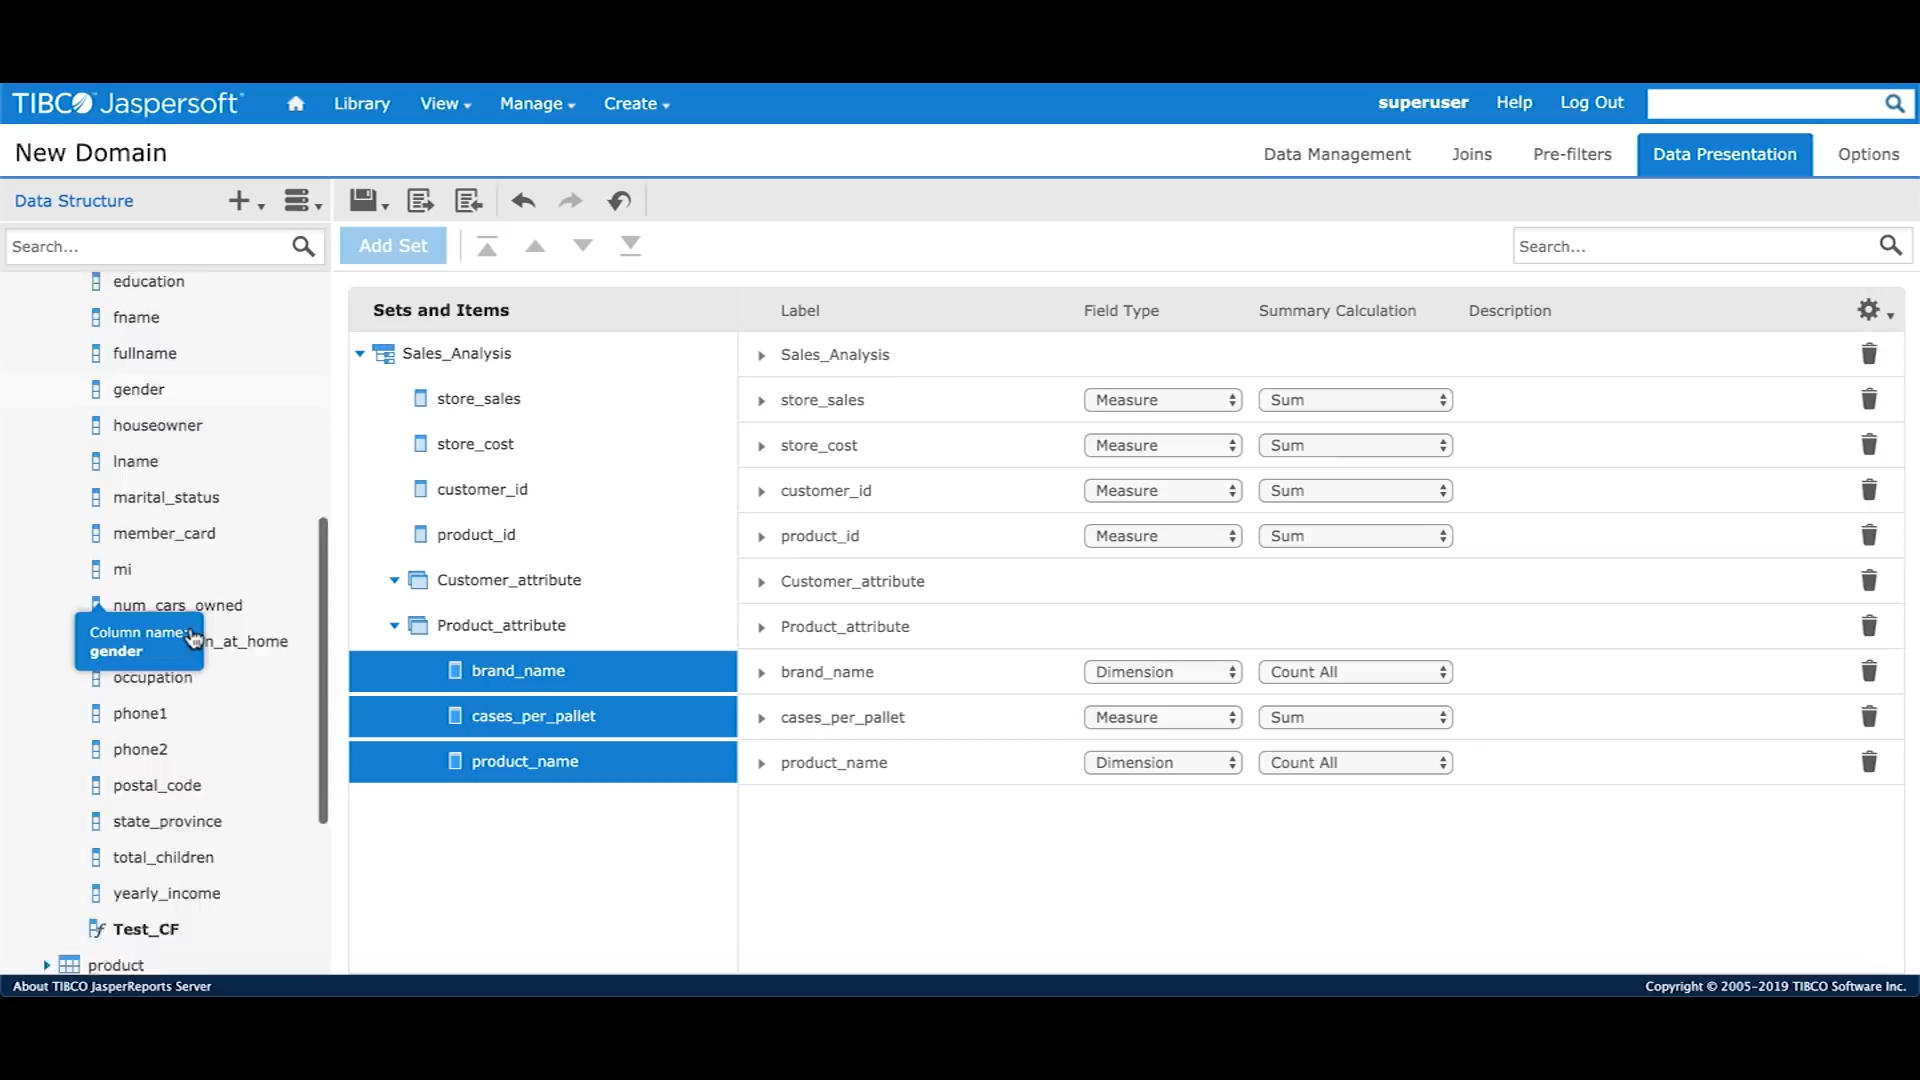 TIBCO Jaspersoft
Library
View
Manage
Create
superuser
Help
Log Out
New Domain
Data Management
Joins
Pre-filters
Data Presentation
Options
Data Structure
Search...
Add Set
Search...
education
fname
fullname
gender
houseowner
lname
marital_status
member_card
mi
num_cars_owned
Column name:
gender
n_at_home
occupation
phone1
phone2
postal_code
state_province
total_children
yearly_income
Test_CF
product
Sets and Items
Label
Field Type
Summary Calculation
Description
Sales_Analysis
Sales_Analysis
store_sales
store_sales
Measure
Sum
store_cost
store_cost
Measure
Sum
customer_id
customer_id
Measure
Sum
product_id
product_id
Measure
Sum
Customer_attribute
Customer_attribute
Product_attribute
Product_attribute
brand_name
brand_name
Dimension
Count All
cases_per_pallet
cases_per_pallet
Measure
Sum
product_name
product_name
Dimension
Count All
About TIBCO JasperReports Server
Copyright © 2005-2019 TIBCO Software Inc.